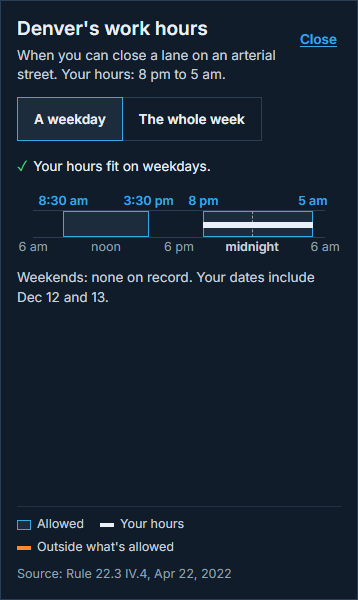 Denver's work hours
Close
When you can close a lane on an arterial
street. Your hours: 8 pm to 5 am.
A weekday
The whole week
✓ Your hours fit on weekdays.
8:30 am 3:30 pm 8 pm 5 am
6 am noon 6 pm midnight 6 am
Weekends: none on record. Your dates include
Dec 12 and 13.
Allowed Your hours
Outside what's allowed
Source: Rule 22.3 IV.4, Apr 22, 2022